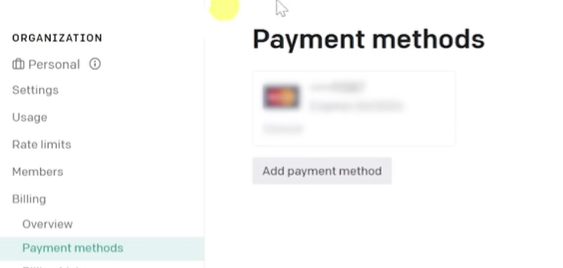 ORGANIZATION
Personal
Settings
Usage
Rate limits
Members
Billing
Overview
Payment methods
Payment methods
Add payment method